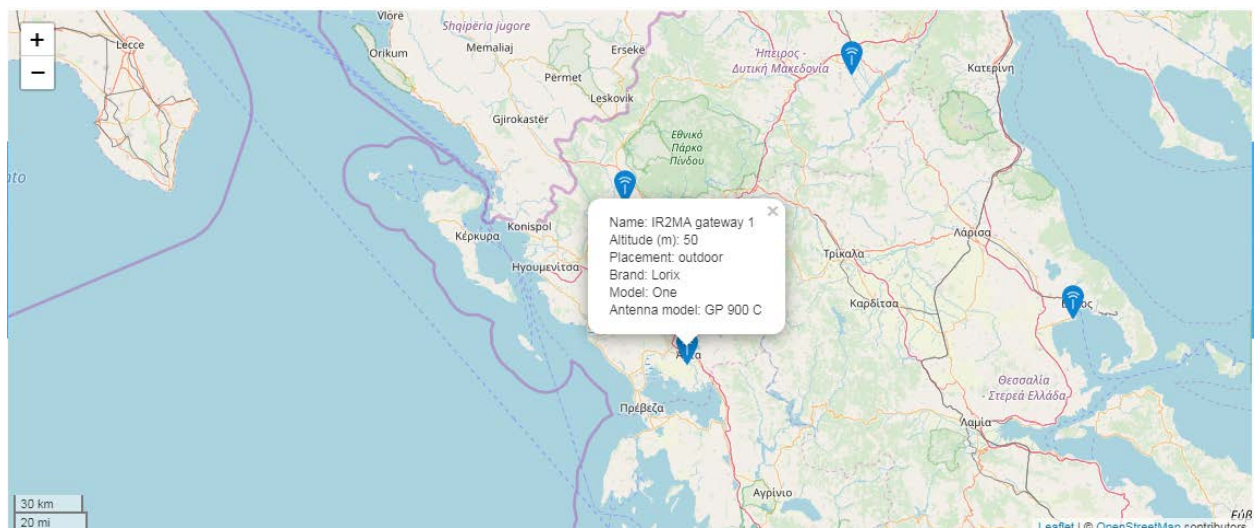 +
−
Vlorë
Lecce
Orikum
Shqipëria jugore
Memaliaj
Ersekë
Përmet
Leskovik
Gjirokastër
Ήπειρος -
Δυτική Μακεδονία
Κατερίνη
Εθνικό
Πάρκο
Πίνδου
Konispol
Κέρκυρα
Ηγουμενίτσα
×
Name: IR2MA gateway 1
Altitude (m): 50
Placement: outdoor
Brand: Lorix
Model: One
Antenna model: GP 900 C
Λάρισα
Τρίκαλα
Καρδίτσα
Πρέβεζα
Θεσσαλία
- Στερεά Ελλάδα
Λαμία
Αγρίνιο
30 km
20 mi
Leaflet | © OpenStreetMap contributors